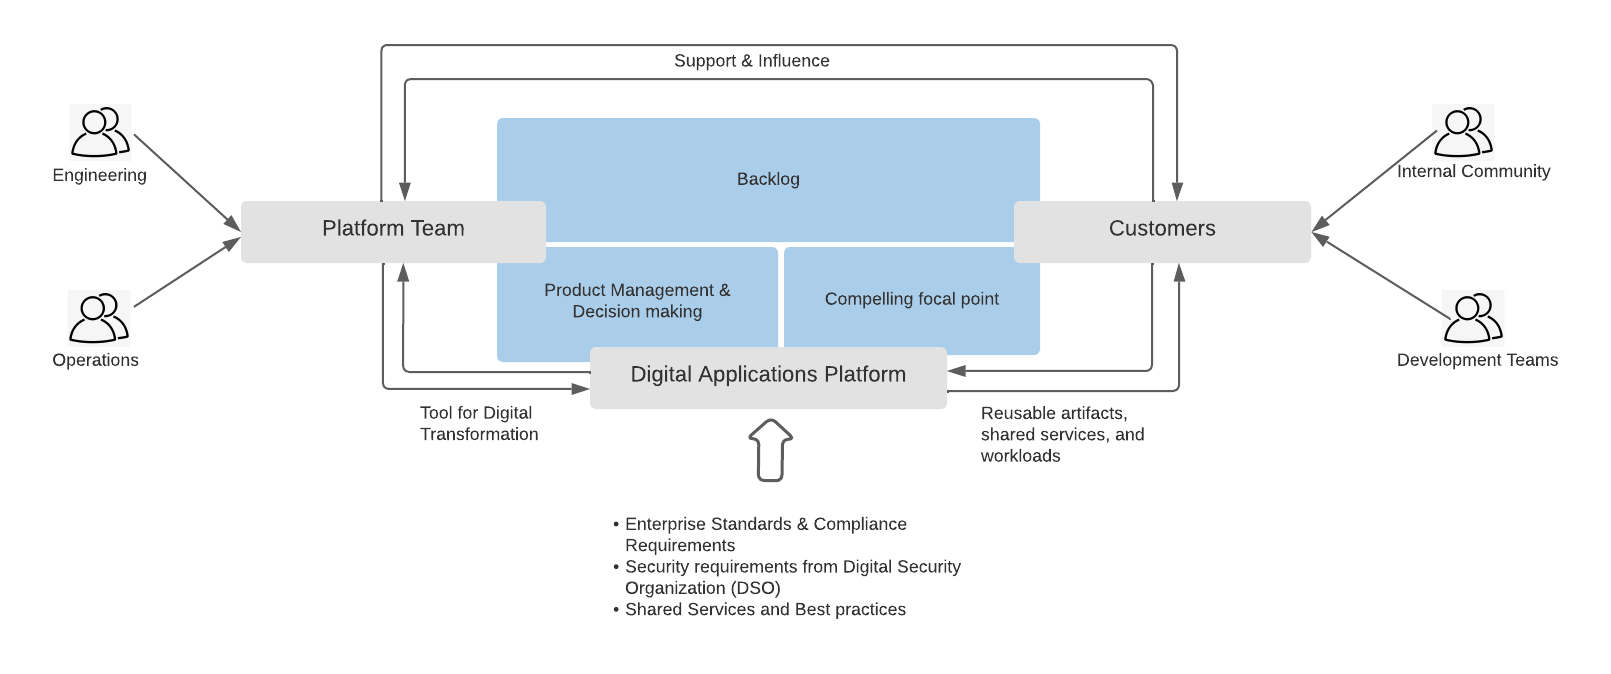 Support & Influence
Engineering
Internal Community
Backlog
Platform Team
Customers
Product Management &
Decision making
Compelling focal point
Operations
Development Teams
Digital Applications Platform
Tool for Digital
Transformation
Reusable artifacts,
shared services, and
workloads
• Enterprise Standards & Compliance
Requirements
• Security requirements from Digital Security
Organization (DSO)
• Shared Services and Best practices